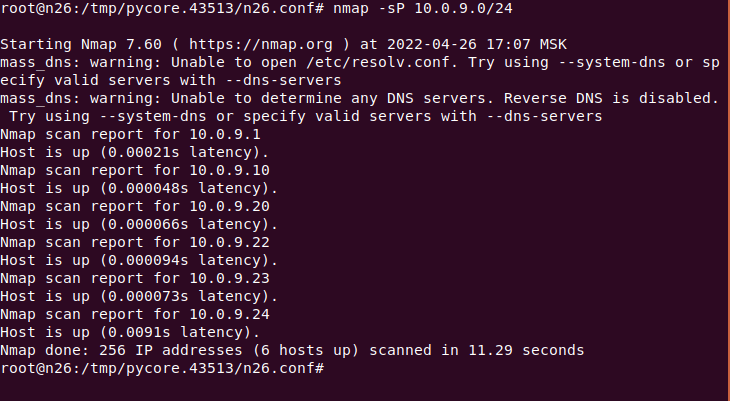 root@n26:/tmp/pycore.43513/n26.conf# nmap -sP 10.0.9.0/24
Starting Nmap 7.60 ( https://nmap.org ) at 2022-04-26 17:07 MSK
mass_dns: warning: Unable to open /etc/resolv.conf. Try using --system-dns or sp
ecify valid servers with --dns-servers
mass_dns: warning: Unable to determine any DNS servers. Reverse DNS is disabled.
 Try using --system-dns or specify valid servers with --dns-servers
Nmap scan report for 10.0.9.1
Host is up (0.00021s latency).
Nmap scan report for 10.0.9.10
Host is up (0.000048s latency).
Nmap scan report for 10.0.9.20
Host is up (0.000066s latency).
Nmap scan report for 10.0.9.22
Host is up (0.000094s latency).
Nmap scan report for 10.0.9.23
Host is up (0.000073s latency).
Nmap scan report for 10.0.9.24
Host is up (0.0091s latency).
Nmap done: 256 IP addresses (6 hosts up) scanned in 11.29 seconds
root@n26:/tmp/pycore.43513/n26.conf#